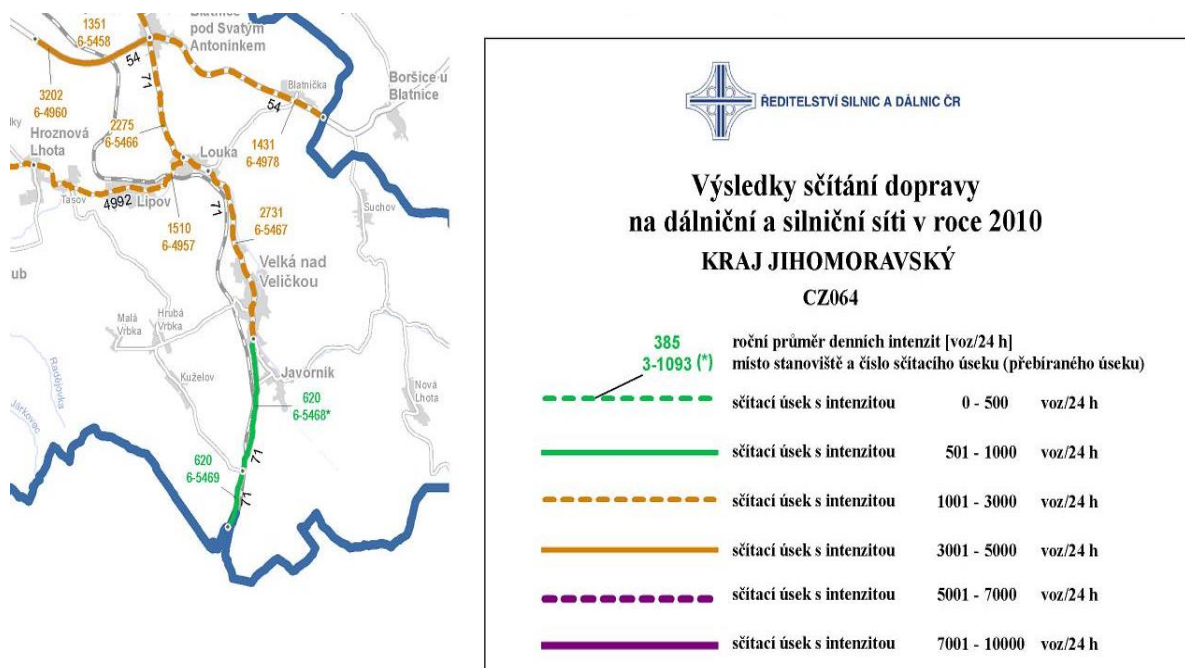 Blatnice
pod Svatým
Antonínkem
1351
6-5458
54
71
3202
6-4960
Hroznová
Lhota
2275
6-5466
Blatnička
54
Boršice u
Blatnice
1431
6-4978
Louka
Tasov
4992
Lipov
71
1510
6-4957
2731
6-5467
Suchov
Velká nad
Veličkou
ub
Malá
Vrbka
Hrubá
Vrbka
Kuželov
Javorník
620
6-5468*
Nová
Lhota
Radějovka
Járkovec
620
6-5469
71
71
ŘEDITELSTVÍ SILNIC A DÁLNIC ČR
Výsledky sčítání dopravy
na dálniční a silniční síti v roce 2010
KRAJ JIHOMORAVSKÝ
CZ064
385 roční průměr denních intenzit [voz/24 h]
3-1093 (*) místo stanoviště a číslo sčítacího úseku (přebíraného úseku)
sčítací úsek s intenzitou 0 - 500 voz/24 h
sčítací úsek s intenzitou 501 - 1000 voz/24 h
sčítací úsek s intenzitou 1001 - 3000 voz/24 h
sčítací úsek s intenzitou 3001 - 5000 voz/24 h
sčítací úsek s intenzitou 5001 - 7000 voz/24 h
sčítací úsek s intenzitou 7001 - 10000 voz/24 h